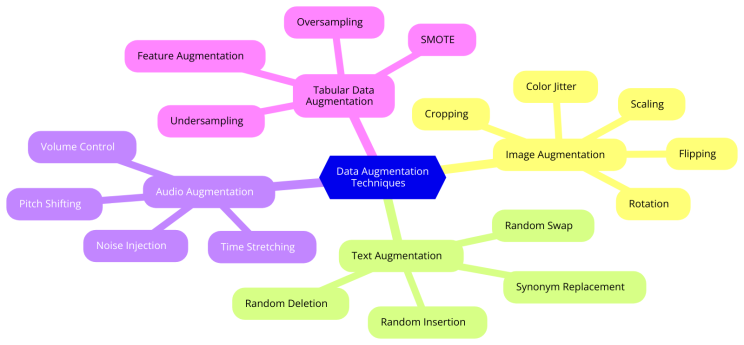 Data Augmentation
Techniques
Tabular Data
Augmentation
Oversampling
SMOTE
Feature Augmentation
Undersampling
Image Augmentation
Color Jitter
Cropping
Scaling
Flipping
Rotation
Audio Augmentation
Volume Control
Pitch Shifting
Noise Injection
Time Stretching
Text Augmentation
Random Swap
Synonym Replacement
Random Insertion
Random Deletion